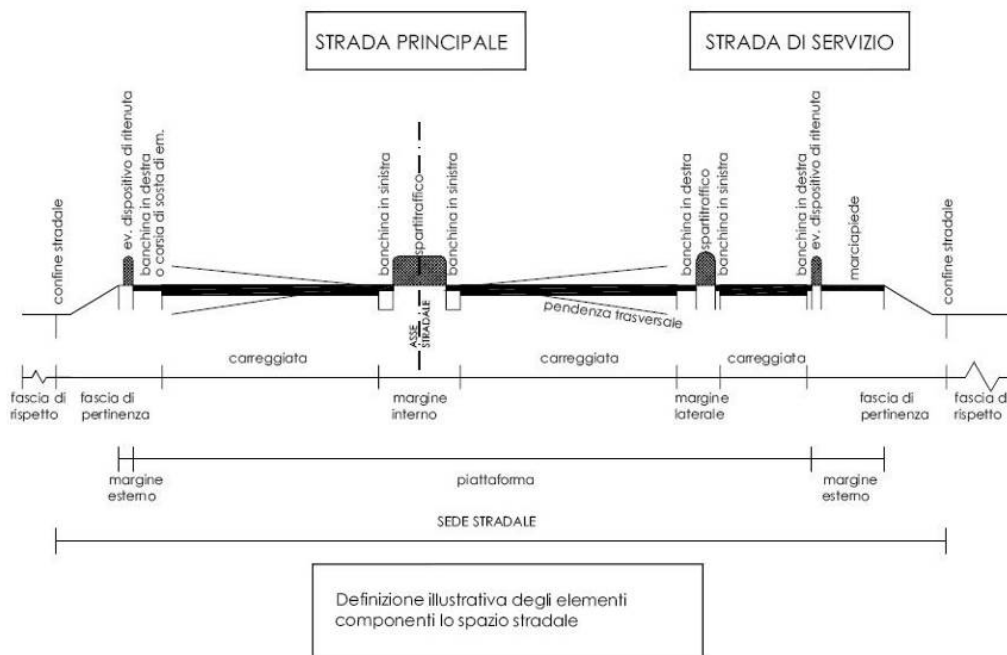 STRADA PRINCIPALE
STRADA DI SERVIZIO
confine stradale
ev. dispositivo di ritenuta
banchina in destra
o corsia di sosta di em.
banchina in sinistra
spartitraffico
banchina in sinistra
banchina in destra
spartitraffico
banchina in sinistra
banchina in destra
ev. dispositivo di ritenuta
marciapiede
confine stradale
ASSE
STRADALE
pendenza trasversale
carreggiata
carreggiata
carreggiata
fascia di
rispetto
fascia di
pertinenza
margine
interno
margine
laterale
fascia di
pertinenza
fascia di
rispetto
margine
esterno
piattaforma
margine
esterno
SEDE STRADALE
Definizione illustrativa degli elementi
componenti lo spazio stradale